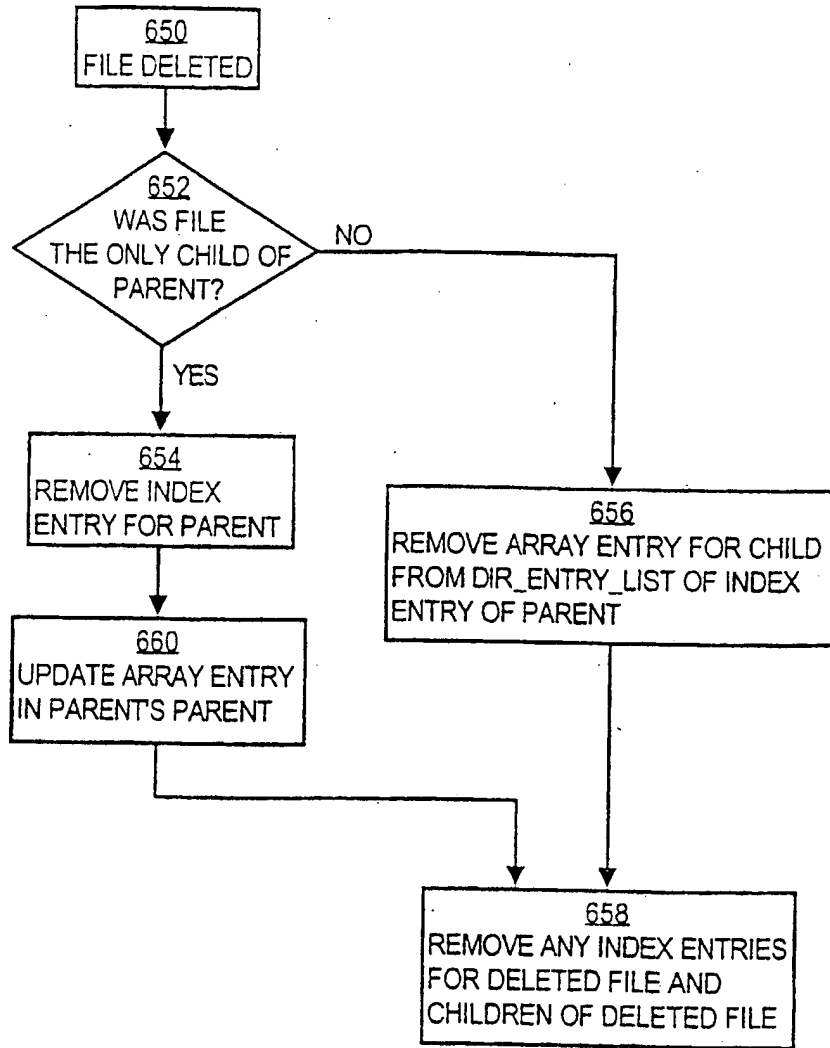 650
FILE DELETED
652
WAS FILE
THE ONLY CHILD OF
PARENT?
NO
YES
654
REMOVE INDEX
ENTRY FOR PARENT
656
REMOVE ARRAY ENTRY FOR CHILD
FROM DIR_ENTRY_LIST OF INDEX
ENTRY OF PARENT
660
UPDATE ARRAY ENTRY
IN PARENT'S PARENT
658
REMOVE ANY INDEX ENTRIES
FOR DELETED FILE AND
CHILDREN OF DELETED FILE